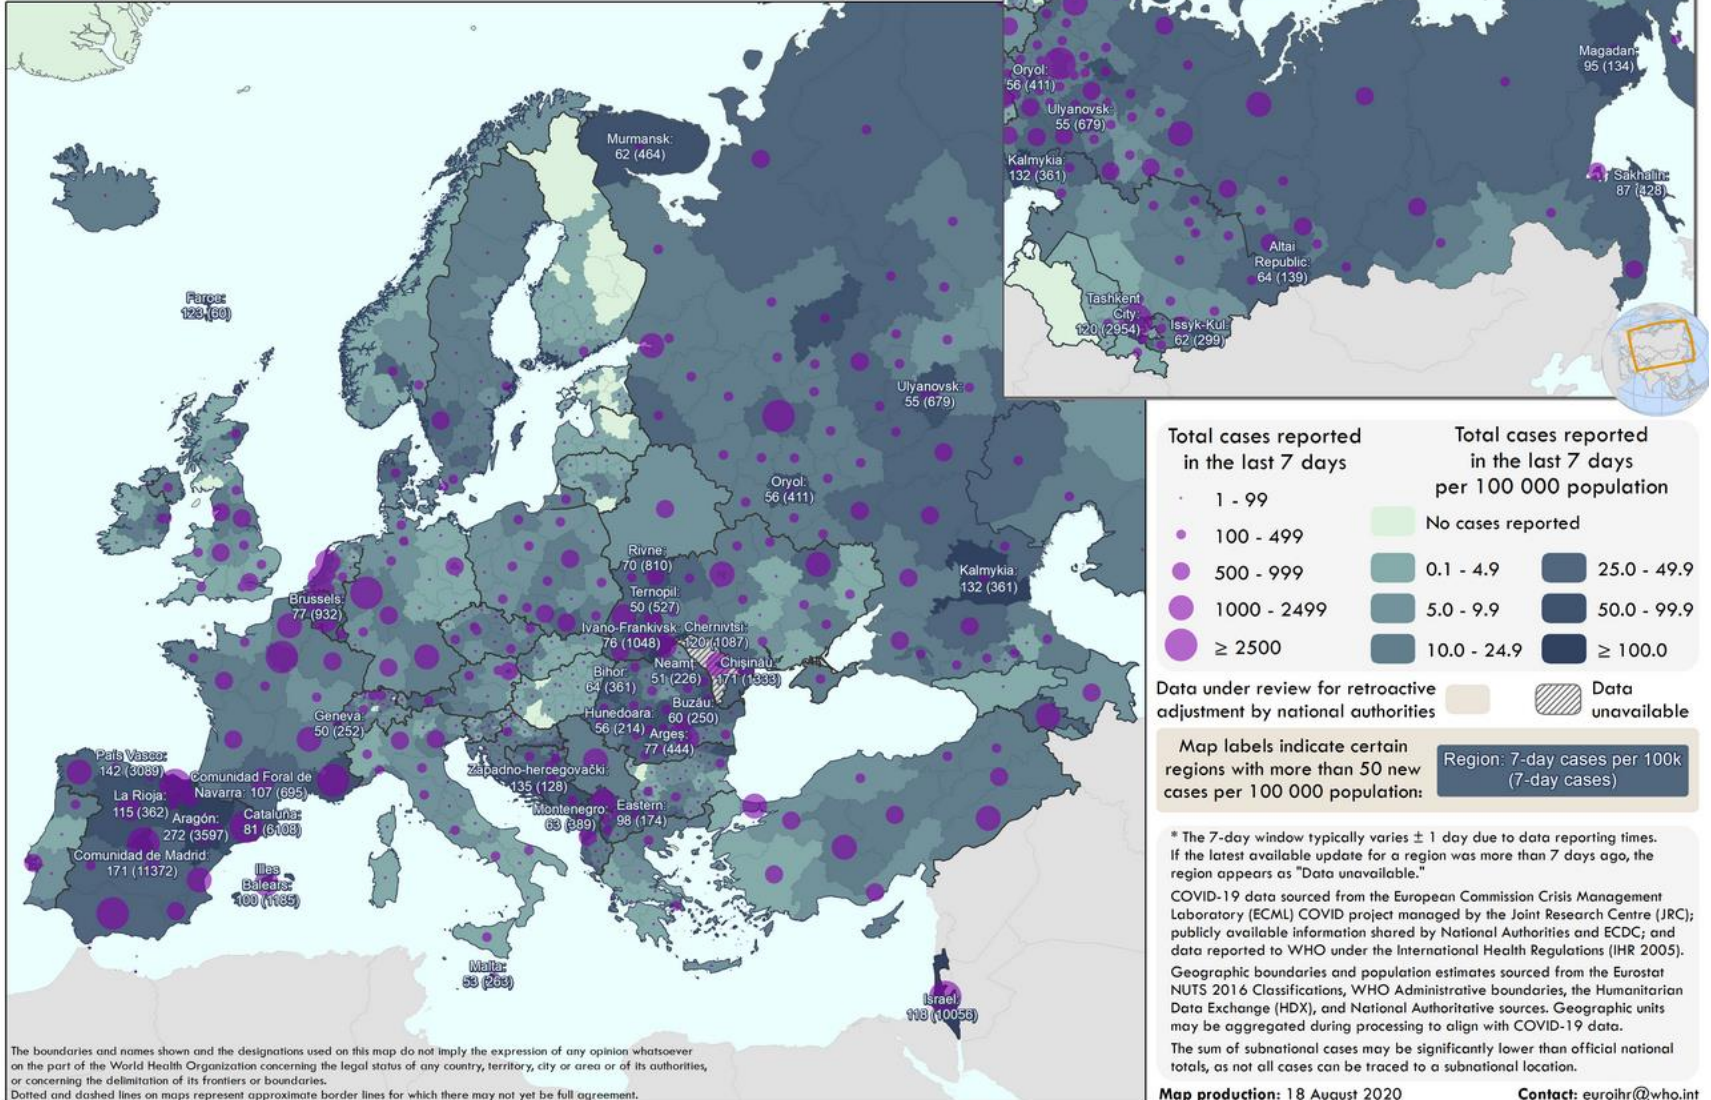 Murmansk:
62 (464)
Faroe:
123 (60)
Ulyanovsk:
55 (679)
Oryol:
56 (411)
Rivne:
70 (810)
Brussels:
77 (932)
Ternopil:
50 (527)
Kalmykia:
132 (361)
Ivano-Frankivsk:
76 (1048)
Chernivtsi:
120 (1087)
Bihor:
64 (361)
Neamț:
51 (226)
Chișinău:
171 (1333)
Geneva:
50 (252)
Hunedoara:
56 (214)
Buzău:
60 (250)
Argeș:
77 (444)
País Vasco:
142 (3089)
Comunidad Foral de
Navarra: 107 (695)
La Rioja:
115 (362)
Aragón:
272 (3597)
Cataluña:
81 (6108)
Zapadno-hercegovački:
135 (128)
Montenegro:
63 (389)
Eastern:
98 (174)
Comunidad de Madrid:
171 (11372)
Illes
Balears:
100 (1185)
Malta:
53 (263)
Israel:
118 (10056)
Magadan:
95 (134)
Oryol:
56 (411)
Ulyanovsk:
55 (679)
Kalmykia:
132 (361)
Sakhalin:
87 (428)
Altai
Republic:
64 (139)
Tashkent
City:
120 (2954)
Issyk-Kul:
62 (299)
Total cases reported
in the last 7 days
1 - 99
100 - 499
500 - 999
1000 - 2499
≥ 2500
Total cases reported
in the last 7 days
per 100 000 population
No cases reported
0.1 - 4.9
5.0 - 9.9
10.0 - 24.9
25.0 - 49.9
50.0 - 99.9
≥ 100.0
Data under review for retroactive
adjustment by national authorities
Data
unavailable
Map labels indicate certain
regions with more than 50 new
cases per 100 000 population:
Region: 7-day cases per 100k
(7-day cases)
* The 7-day window typically varies ± 1 day due to data reporting times.
If the latest available update for a region was more than 7 days ago, the
region appears as "Data unavailable."
COVID-19 data sourced from the European Commission Crisis Management
Laboratory (ECML) COVID project managed by the Joint Research Centre (JRC);
publicly available information shared by National Authorities and ECDC; and
data reported to WHO under the International Health Regulations (IHR 2005).
Geographic boundaries and population estimates sourced from the Eurostat
NUTS 2016 Classifications, WHO Administrative boundaries, the Humanitarian
Data Exchange (HDX), and National Authoritative sources. Geographic units
may be aggregated during processing to align with COVID-19 data.
The sum of subnational cases may be significantly lower than official national
totals, as not all cases can be traced to a subnational location.
The boundaries and names shown and the designations used on this map do not imply the expression of any opinion whatsoever
on the part of the World Health Organization concerning the legal status of any country, territory, city or area or of its authorities,
or concerning the delimitation of its frontiers or boundaries.
Dotted and dashed lines on maps represent approximate border lines for which there may not yet be full agreement.
Map production: 18 August 2020
Contact: euroihr@who.int